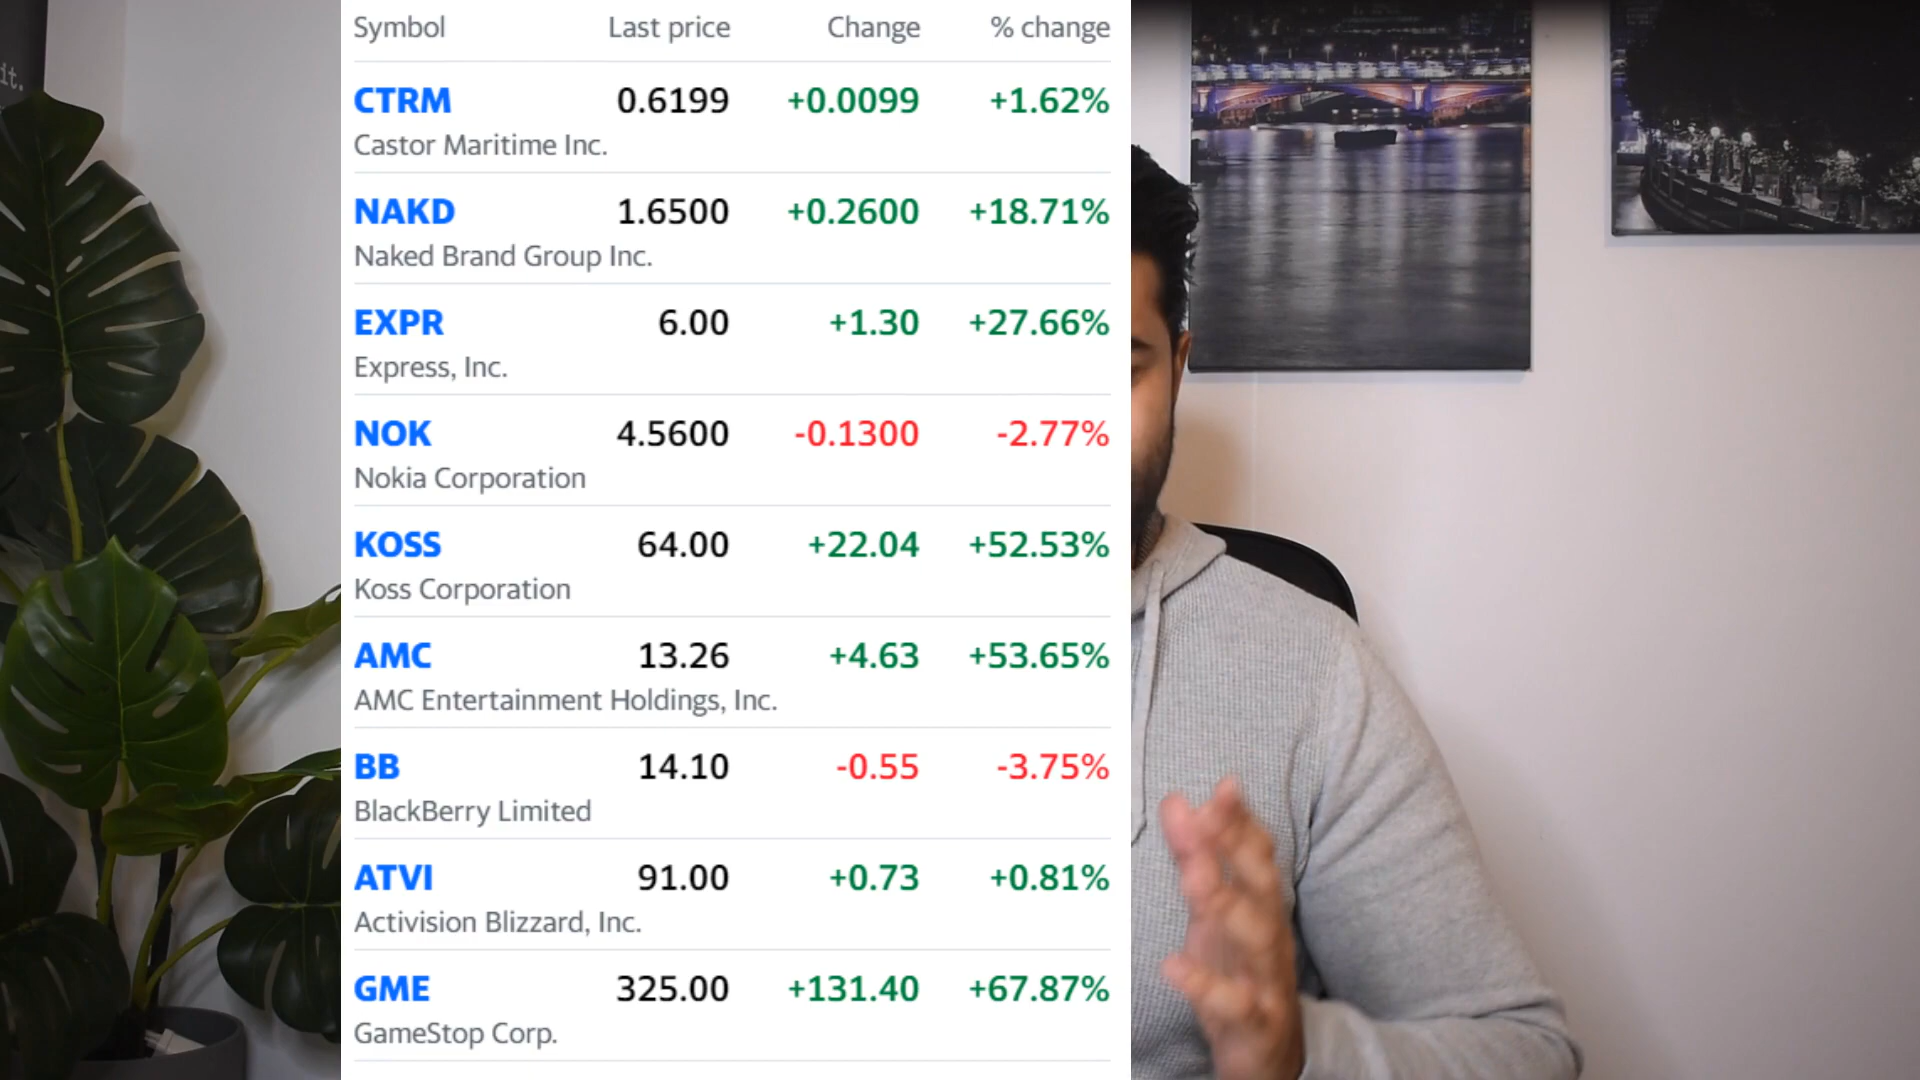 it.
Symbol Last price Change % change
CTRM 0.6199 +0.0099 +1.62%
Castor Maritime Inc.
NAKD 1.6500 +0.2600 +18.71%
Naked Brand Group Inc.
EXPR 6.00 +1.30 +27.66%
Express, Inc.
NOK 4.5600 -0.1300 -2.77%
Nokia Corporation
KOSS 64.00 +22.04 +52.53%
Koss Corporation
AMC 13.26 +4.63 +53.65%
AMC Entertainment Holdings, Inc.
BB 14.10 -0.55 -3.75%
BlackBerry Limited
ATVI 91.00 +0.73 +0.81%
Activision Blizzard, Inc.
GME 325.00 +131.40 +67.87%
GameStop Corp.